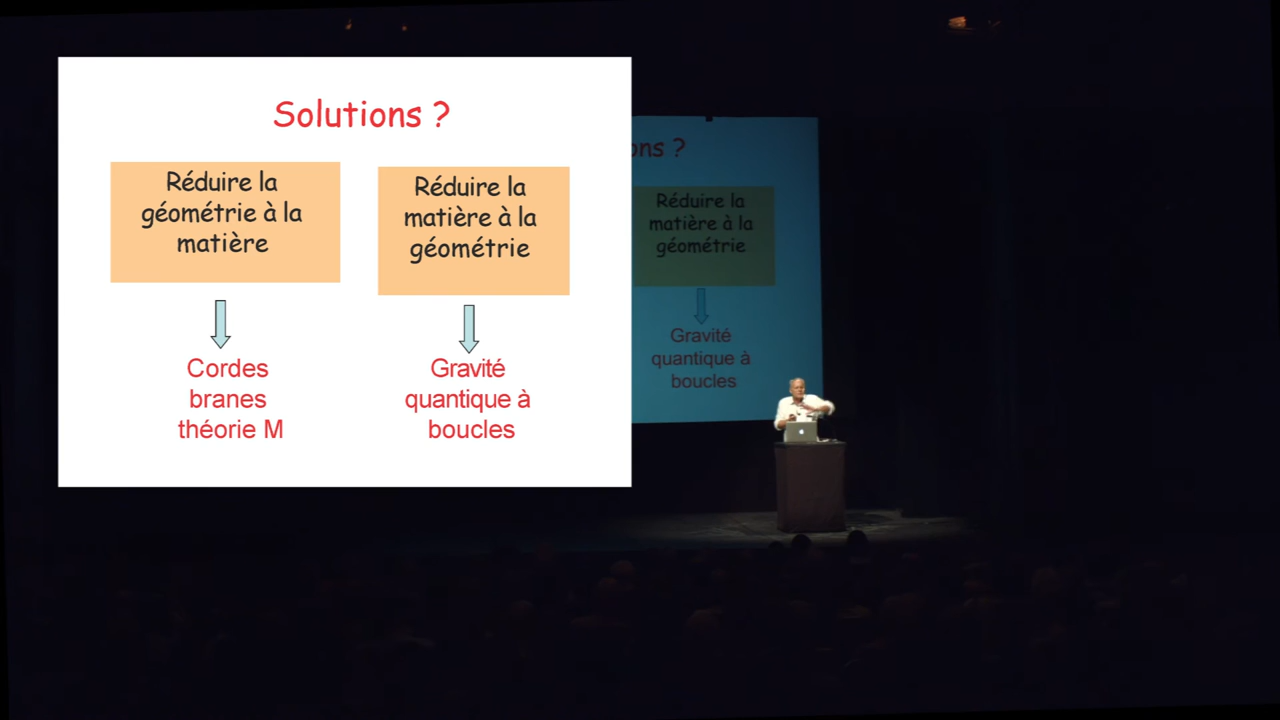 Solutions ?
Réduire la
géométrie à la
matière
Réduire la
matière à la
géométrie
Cordes
branes
théorie M
Gravité
quantique à
boucles
ons ?
Réduire la
matière à la
géométrie
Gravité
quantique à
boucles